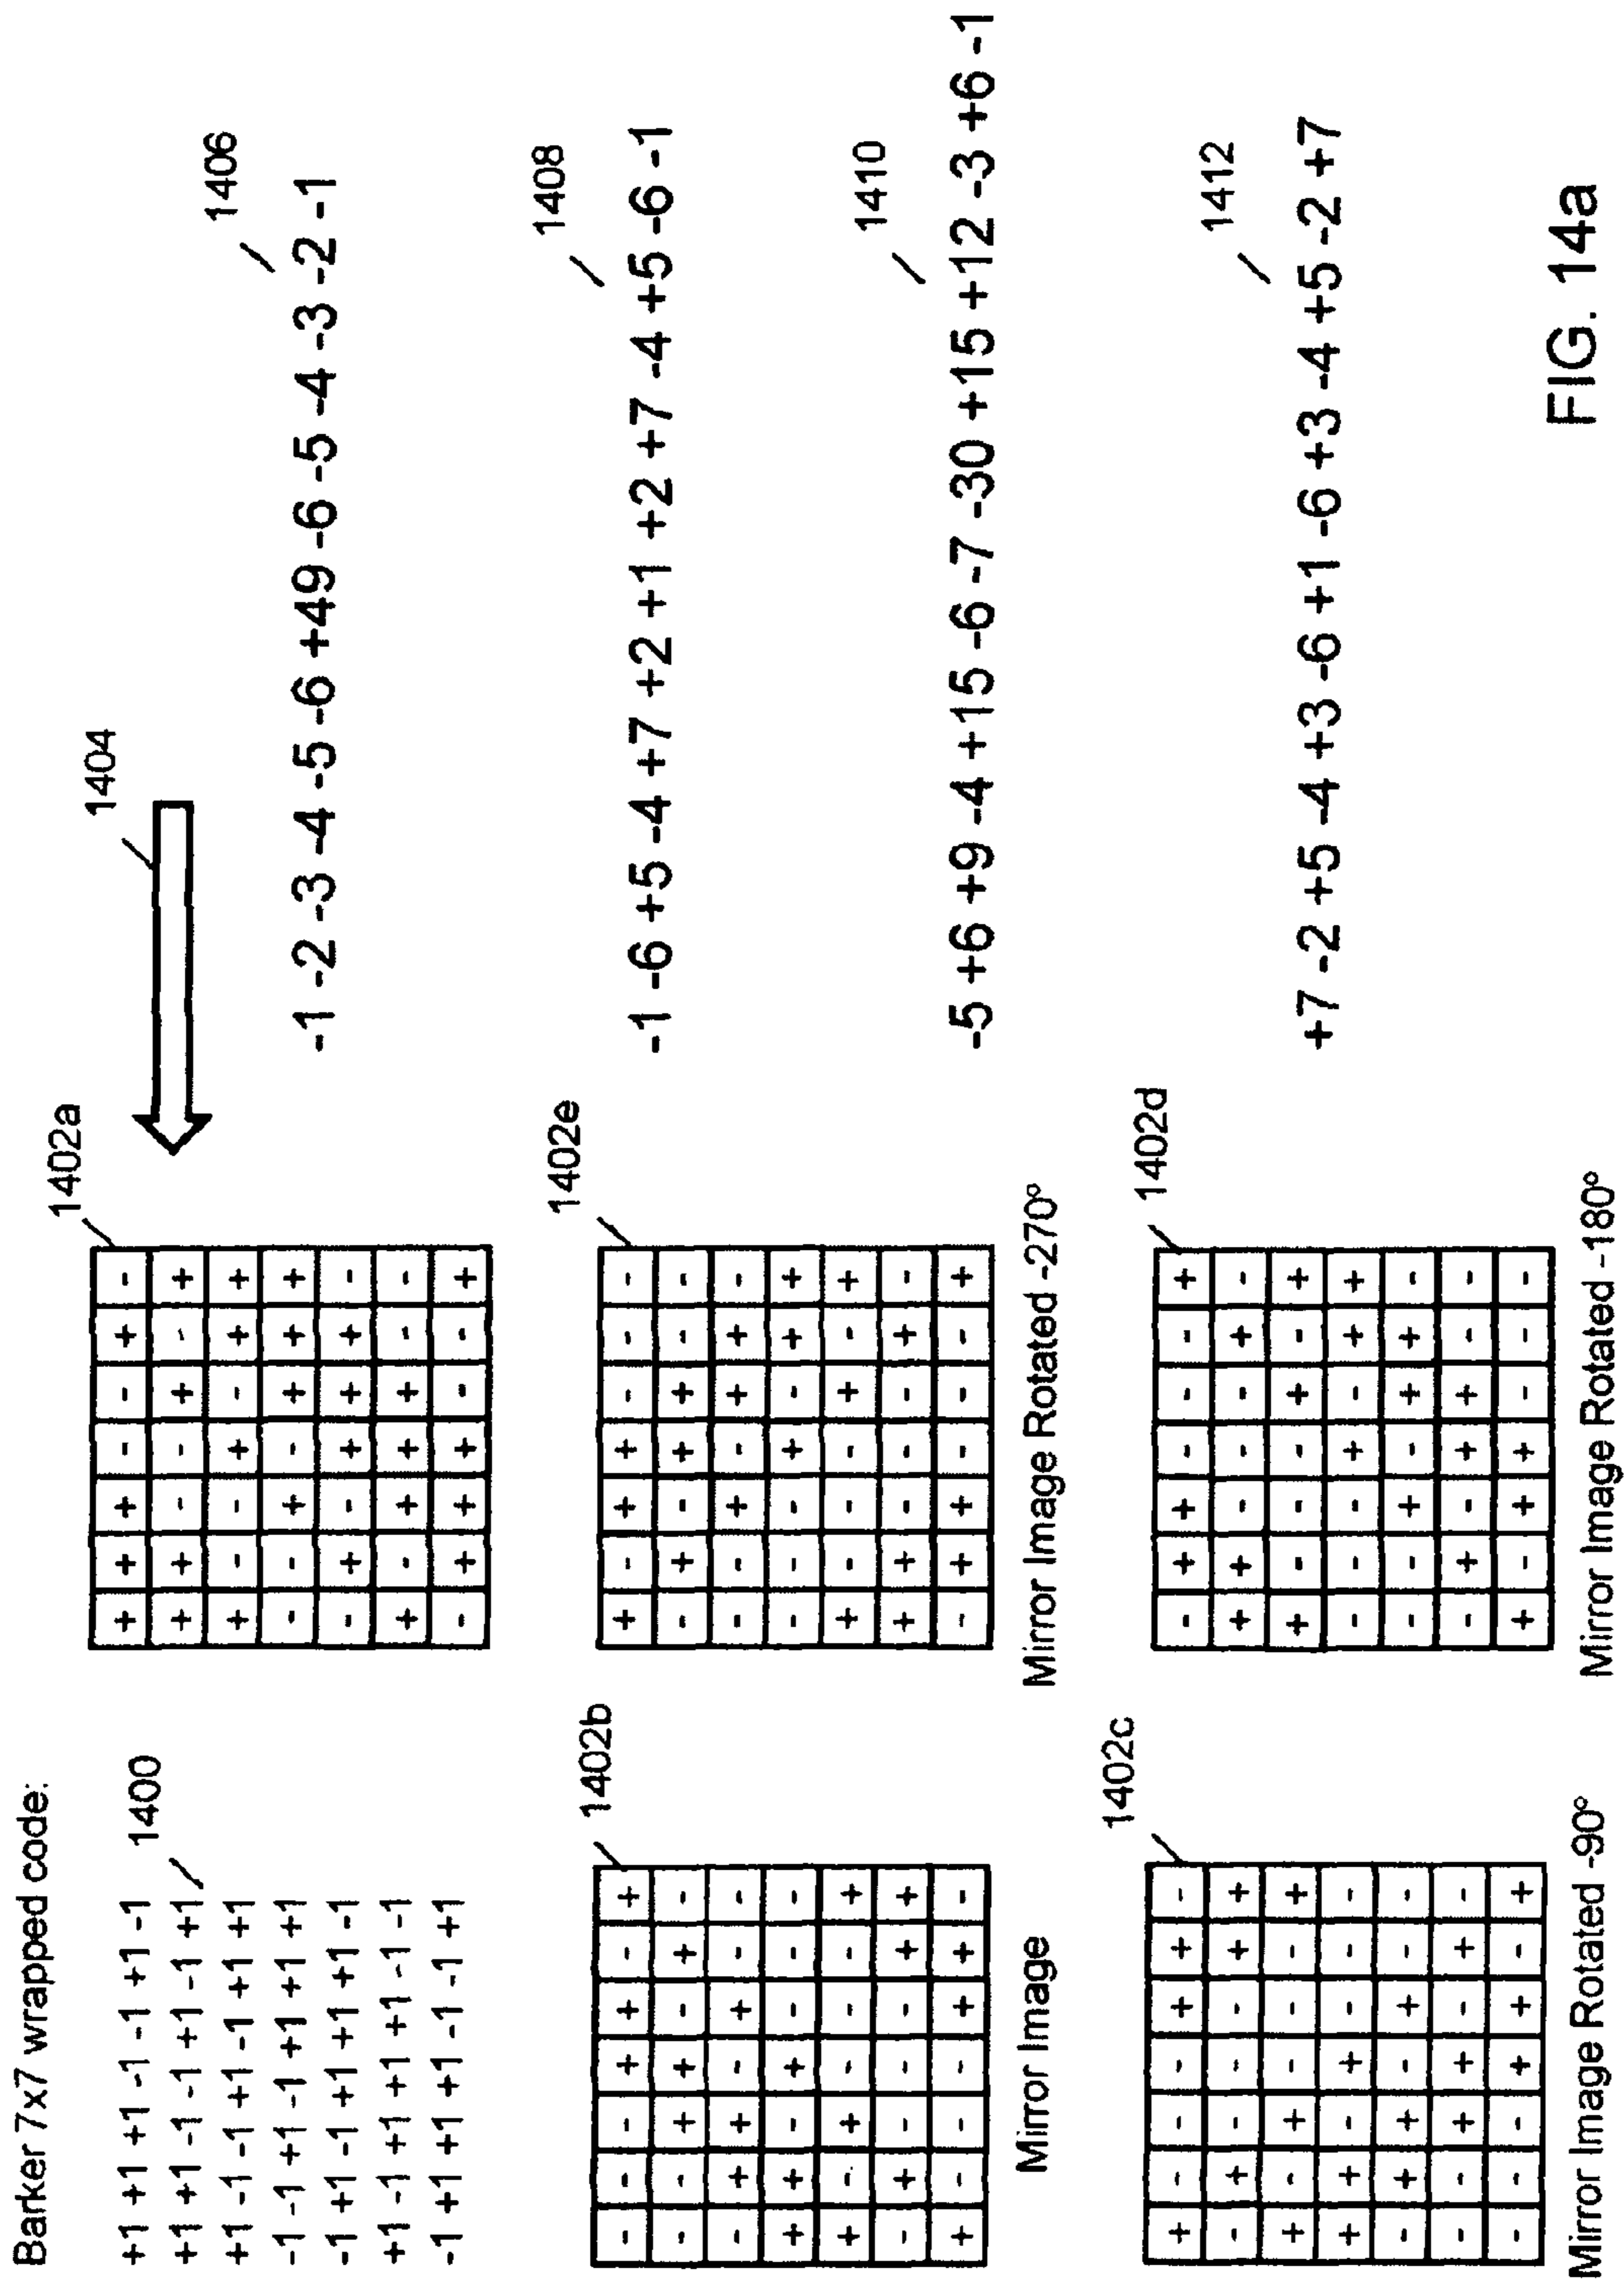 Barker 7x7 wrapped code:
+1 +1 +1 -1 -1 +1 -1
+1 +1 -1 -1 +1 -1 +1
+1 -1 -1 +1 -1 +1 +1
-1 -1 +1 -1 +1 +1 +1
-1 +1 -1 +1 +1 +1 -1
+1 -1 +1 +1 +1 -1 -1
-1 +1 +1 +1 -1 -1 +1
1400
1402a
+ + + - - + -
+ + - - + - +
+ - - + - + +
- - + - + + +
- + - + + + -
+ - + + + - -
- + + + - - +
1404
1406
-1 -2 -3 -4 -5 -6 +49 -6 -5 -4 -3 -2 -1
1402b
- - - + + - +
- - + + - + -
- + + - + - -
+ + - + - - -
+ - + - - - +
- + - - - + +
+ - - - + + -
Mirror Image
1402e
+ - + + - - -
- + - + + - -
- - + - + + -
- - - + - + +
+ - - - + - +
+ + - - - + -
- + + - - - +
Mirror Image Rotated -270°
1408
-1 -6 +5 -4 +7 +2 +1 +2 +7 -4 +5 -6 -1
1402c
+ - - - + + -
- + - - - + +
+ - + - - - +
+ + - + - - -
- + + - + - -
- - + + - + -
- - - + + - +
Mirror Image Rotated -90°
1402d
- + + - - - +
+ + - - - + -
+ - - - + - +
- - - + - + +
- - + - + + -
- + - + + - -
+ - + + - - -
Mirror Image Rotated -180°
1410
-5 +6 +9 -4 +15 -6 -7 -30 +15 +12 -3 +6 -1
1412
+7 -2 +5 -4 +3 -6 +1 -6 +3 -4 +5 -2 +7
FIG. 14a